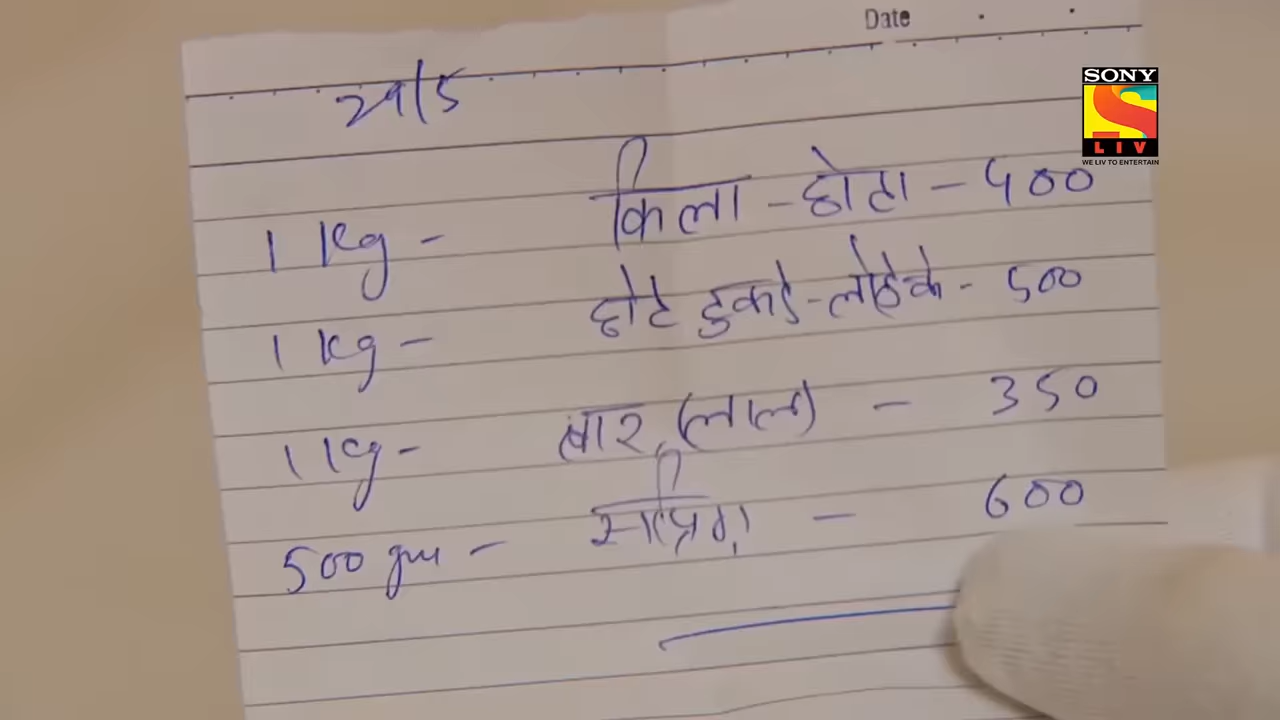 Date
SONY
LIV
WE LIV TO ENTERTAIN
29/5
1 Kg - किला - छोटा - 400
1 Kg - छोटे टुकडे - लोहेके - 500
1 Kg - (लाल) - 350
500 gm - - 600